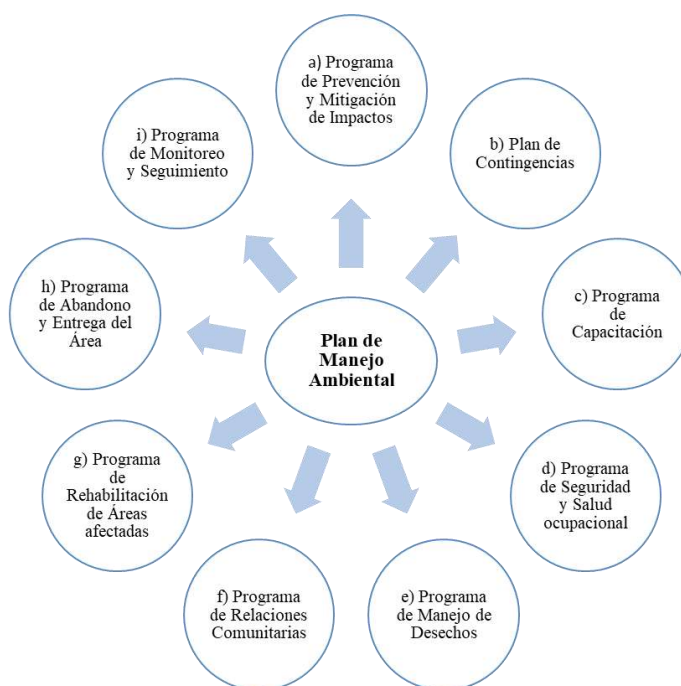 a) Programa
de Prevención
y Mitigación
de Impactos
b) Plan de
Contingencias
c) Programa
de
Capacitación
d) Programa
de Seguridad
y Salud
ocupacional
e) Programa
de Manejo de
Desechos
f) Programa
de Relaciones
Comunitarias
g) Programa
de
Rehabilitación
de Áreas
afectadas
h) Programa
de Abandono
y Entrega del
Área
i) Programa
de Monitoreo
y Seguimiento
Plan de
Manejo
Ambiental